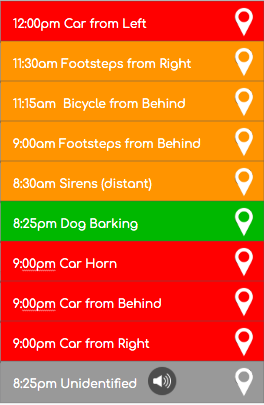 12:00pm Car from Left
11:30am Footsteps from Right
11:15am Bicycle from Behind
9:00am Footsteps from Behind
8:30am Sirens (distant)
8:25pm Dog Barking
9:00pm Car Horn
9:00pm Car from Behind
9:00pm Car from Right
8:25pm Unidentified